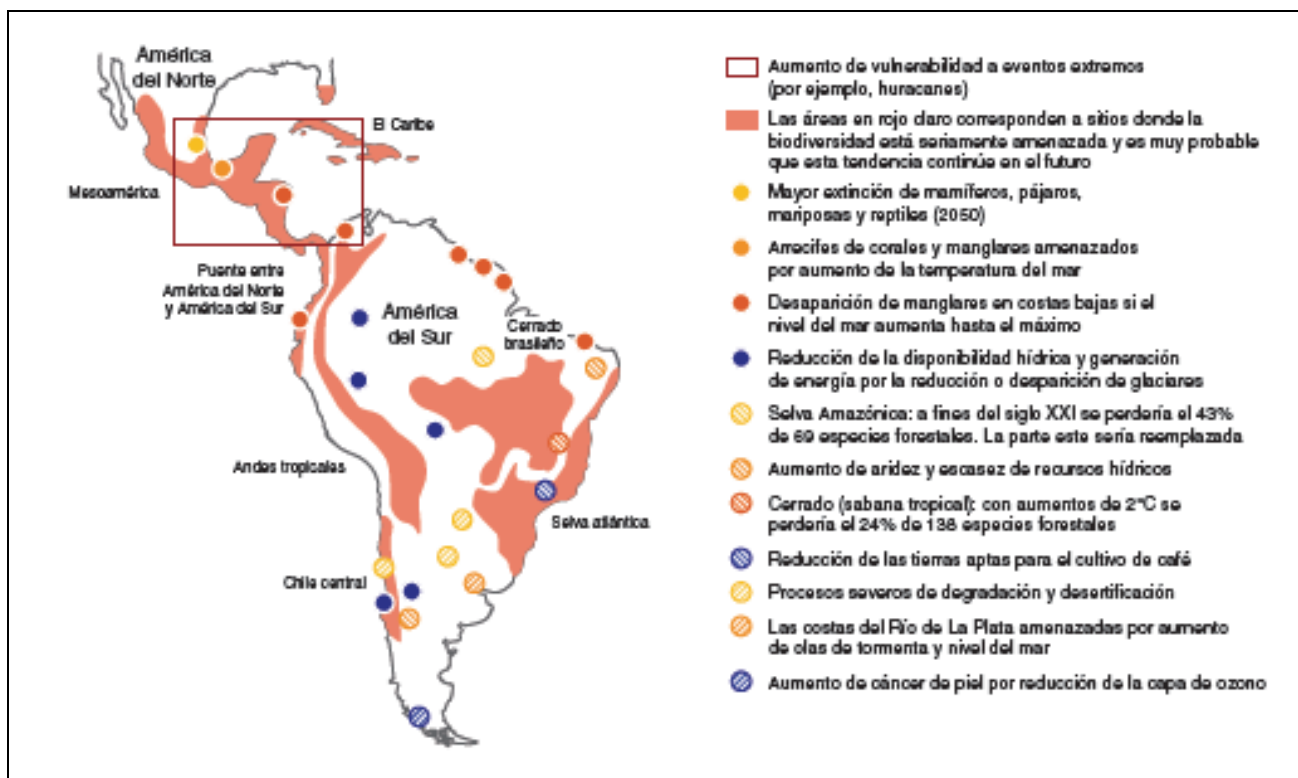 América
del Norte
El Caribe
Mesoamérica
Puente entre
América del Norte
y América del Sur
América
del Sur
Cerrado
brasileño
Andes tropicales
Selva atlántica
Chile central
Aumento de vulnerabilidad a eventos extremos
(por ejemplo, huracanes)
Las áreas en rojo claro corresponden a sitios donde la
biodiversidad está seriamente amenazada y es muy probable
que esta tendencia continúe en el futuro
Mayor extinción de mamíferos, pájaros,
mariposas y reptiles (2050)
Arrecifes de corales y manglares amenazados
por aumento de la temperatura del mar
Desaparición de manglares en costas bajas si el
nivel del mar aumenta hasta el máximo
Reducción de la disponibilidad hídrica y generación
de energía por la reducción o desparición de glaciares
Selva Amazónica: a fines del siglo XXI se perdería el 43%
de 69 especies forestales. La parte este sería reemplazada
Aumento de aridez y escasez de recursos hídricos
Cerrado (sabana tropical): con aumentos de 2°C se
perdería el 24% de 138 especies forestales
Reducción de las tierras aptas para el cultivo de café
Procesos severos de degradación y desertificación
Las costas del Río de La Plata amenazadas por aumento
de olas de tormenta y nivel del mar
Aumento de cáncer de piel por reducción de la capa de ozono